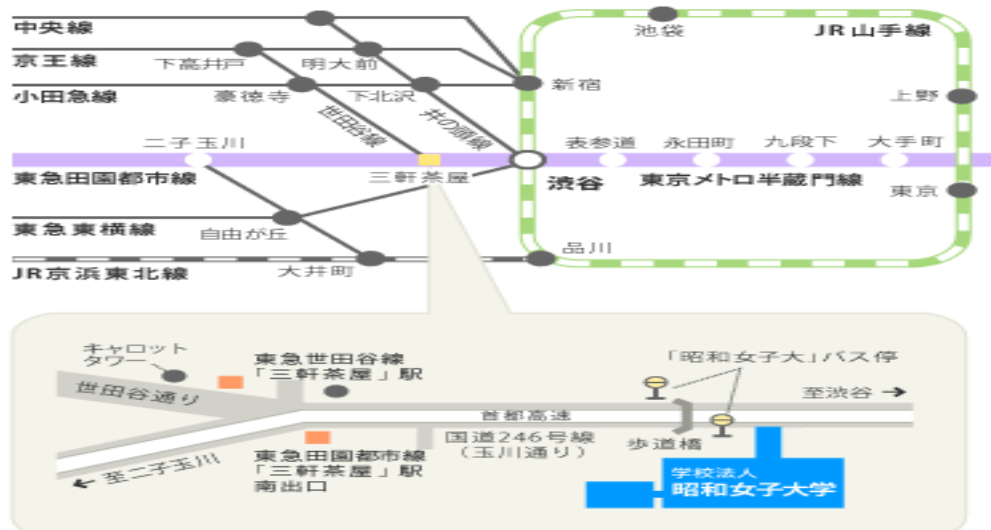 中央線
池袋
JR山手線
京王線
下高井戸
明大前
新宿
小田急線
豪徳寺
下北沢
上野
世田谷線
井の頭線
二子玉川
表参道
永田町
九段下
大手町
東急田園都市線
三軒茶屋
渋谷
東京メトロ半蔵門線
東京
東急東横線
自由が丘
品川
JR京浜東北線
大井町
キャロット
タワー
東急世田谷線
「三軒茶屋」駅
「昭和女子大」バス停
世田谷通り
至渋谷→
首都高速
国道246号線
(玉川通り)
歩道橋
←至二子玉川
東急田園都市線
「三軒茶屋」駅
南出口
学校法人
昭和女子大学